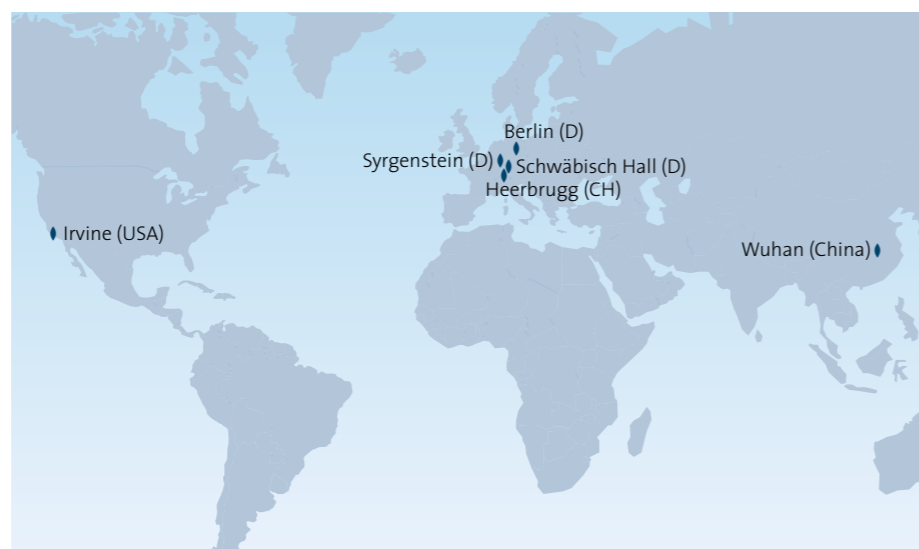 Berlin (D)
Syrgenstein (D)
Schwäbisch Hall (D)
Heerbrugg (CH)
Irvine (USA)
Wuhan (China)